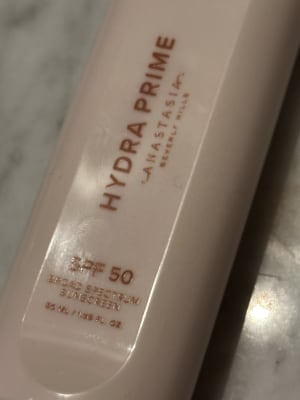 HYDRA PRIME
ANASTASIA
BEVERLY HILLS
SPF 50
BROAD SPECTRUM
SUNSCREEN